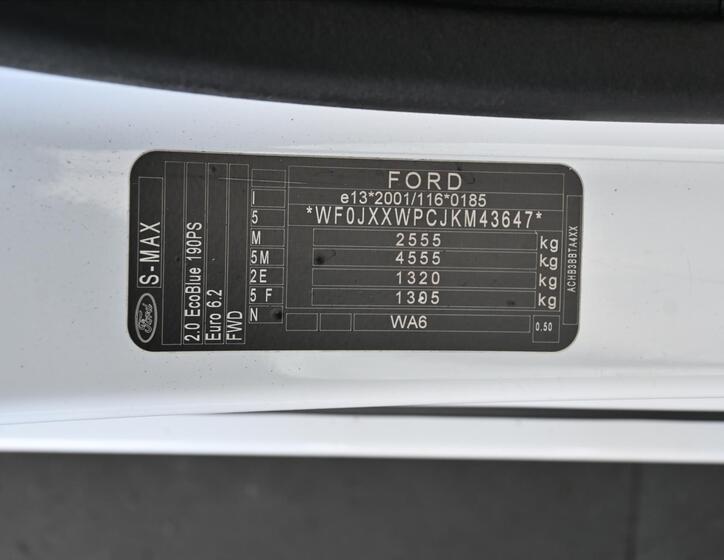 FORD
e13*2001/116*0185
*WF0JXXWPCJKM43647*
2555 kg
4555 kg
1320 kg
1305 kg
WA6
0.50
I
5
M
5M
2E
5 F
N
Ford
S-MAX
2.0 EcoBlue 190PS
Euro 6.2
FWD